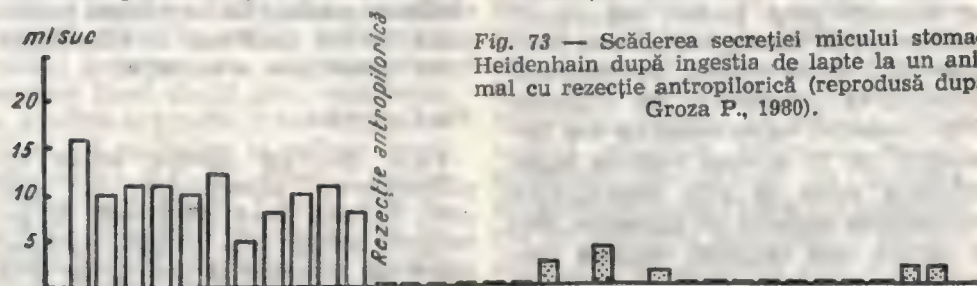 ml suc
20
15
10
5
Rezecție antropilorică
Fig. 73 — Scăderea secreției micului stomac
Heidenhain după ingestia de lapte la un ani
mal cu rezecție antropilorică (reprodusă dup
Groza P., 1980).